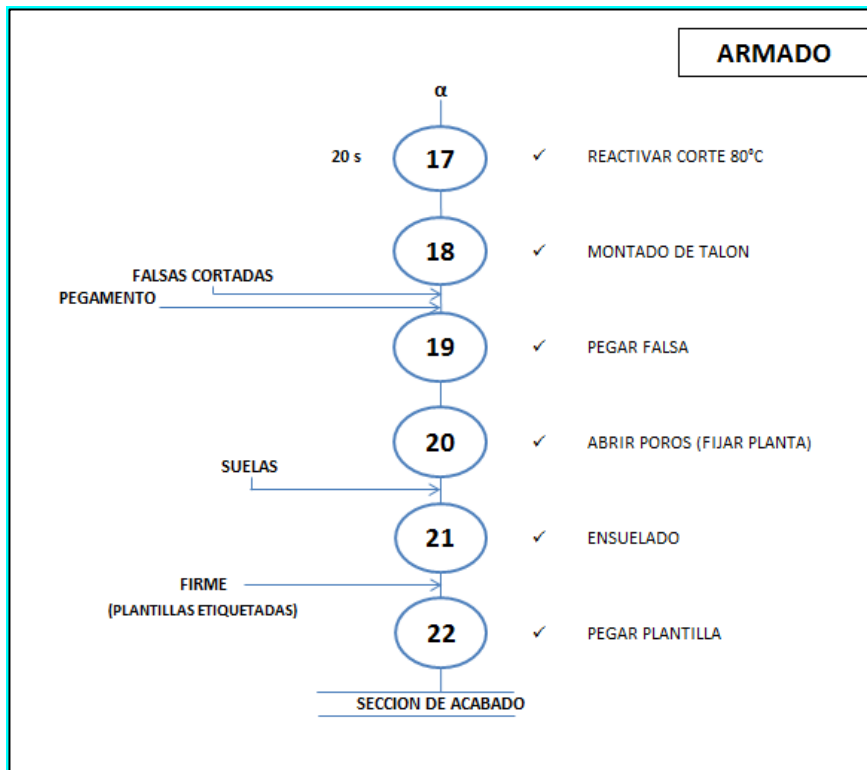 ARMADO
α
20 s
17
✓ REACTIVAR CORTE 80°C
18
✓ MONTADO DE TALON
FALSAS CORTADAS
PEGAMENTO
19
✓ PEGAR FALSA
20
✓ ABRIR POROS (FIJAR PLANTA)
SUELAS
21
✓ ENSUELADO
FIRME
(PLANTILLAS ETIQUETADAS)
22
✓ PEGAR PLANTILLA
SECCION DE ACABADO